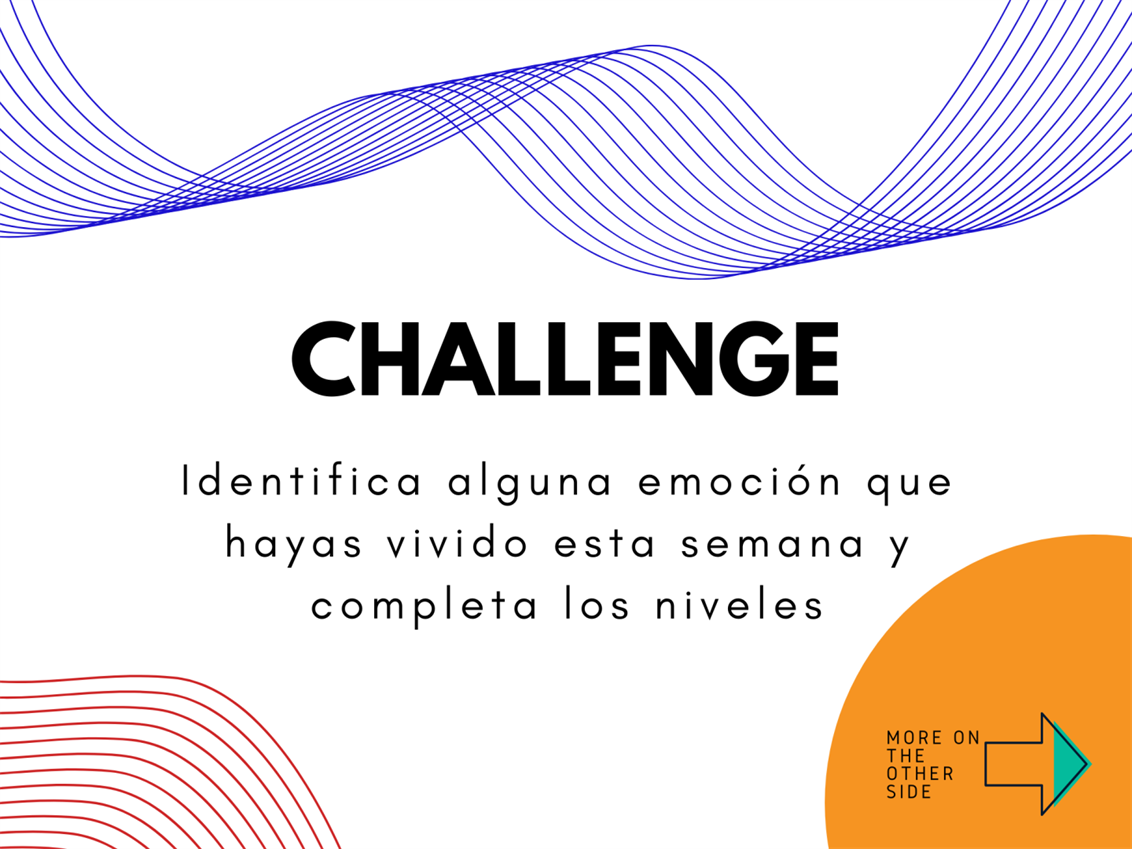 CHALLENGE
Identifica alguna emoción que
hayas vivido esta semana y
completa los niveles
MORE ON
THE
OTHER
SIDE